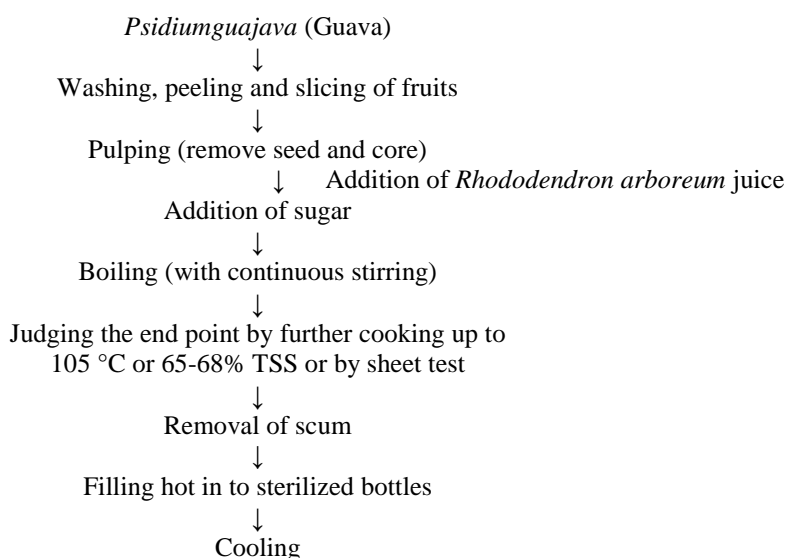 Psidiumguajava (Guava)
↓
Washing, peeling and slicing of fruits
↓
Pulping (remove seed and core)
↓ Addition of Rhododendron arboreum juice
Addition of sugar
↓
Boiling (with continuous stirring)
↓
Judging the end point by further cooking up to
105 °C or 65-68% TSS or by sheet test
↓
Removal of scum
↓
Filling hot in to sterilized bottles
↓
Cooling